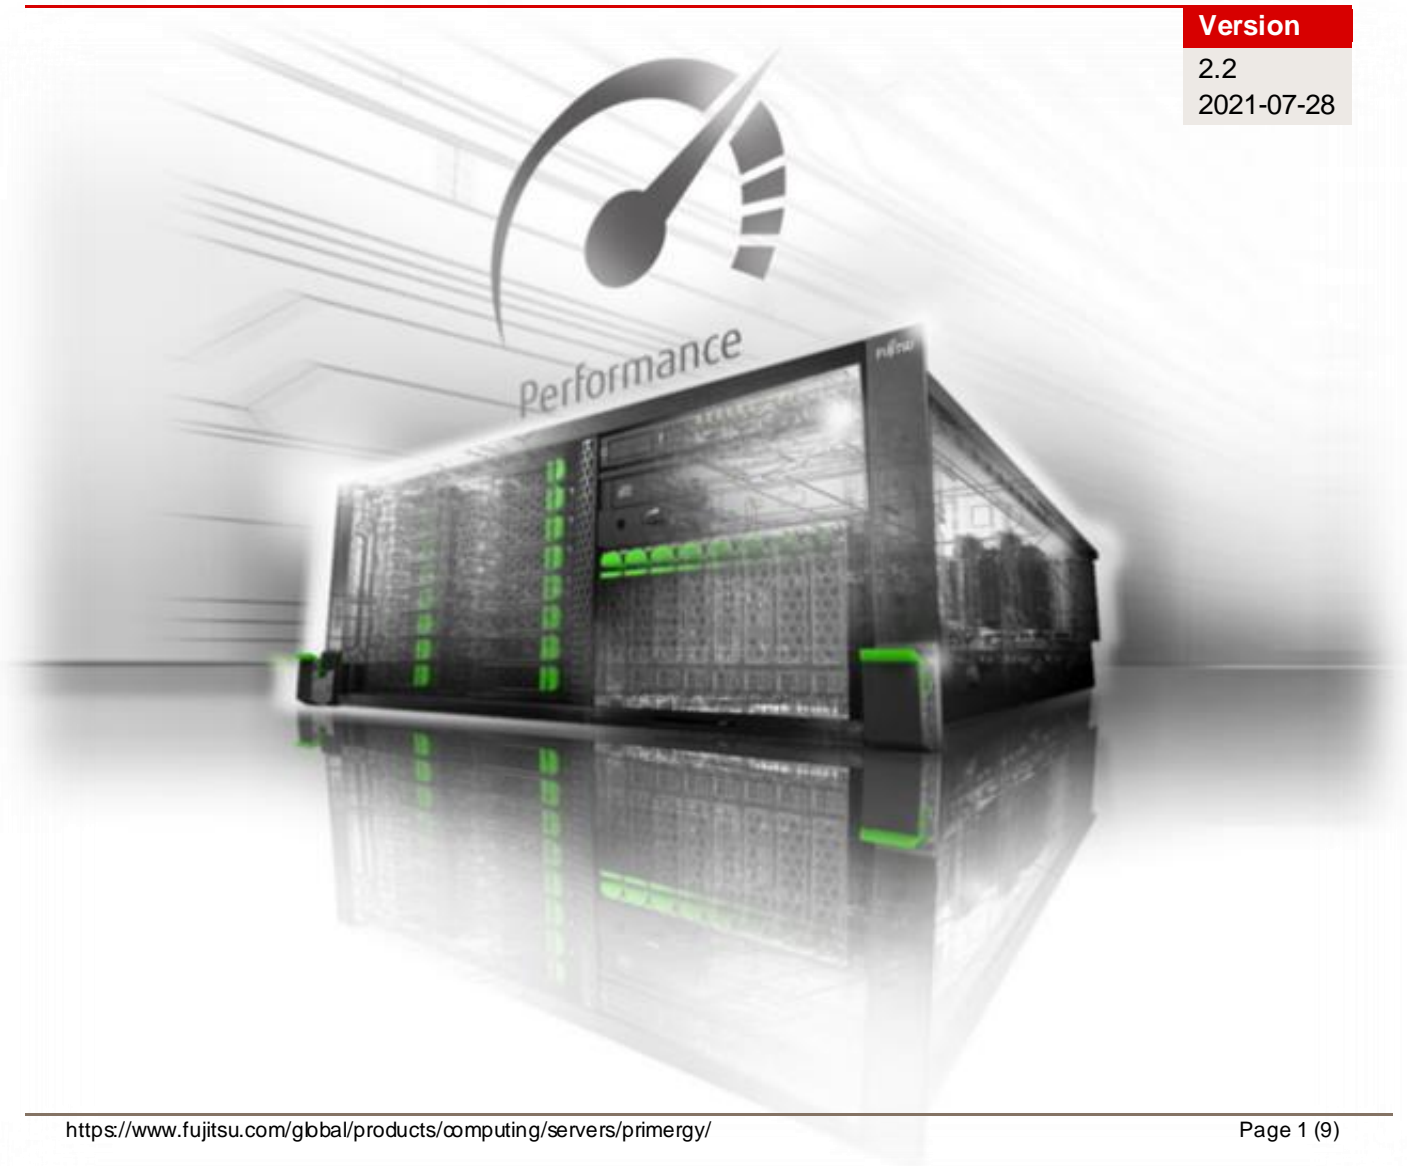 Version
2.2
2021-07-28
Performance
FUJITSU
https://www.fujitsu.com/global/products/computing/servers/primergy/
Page 1 (9)